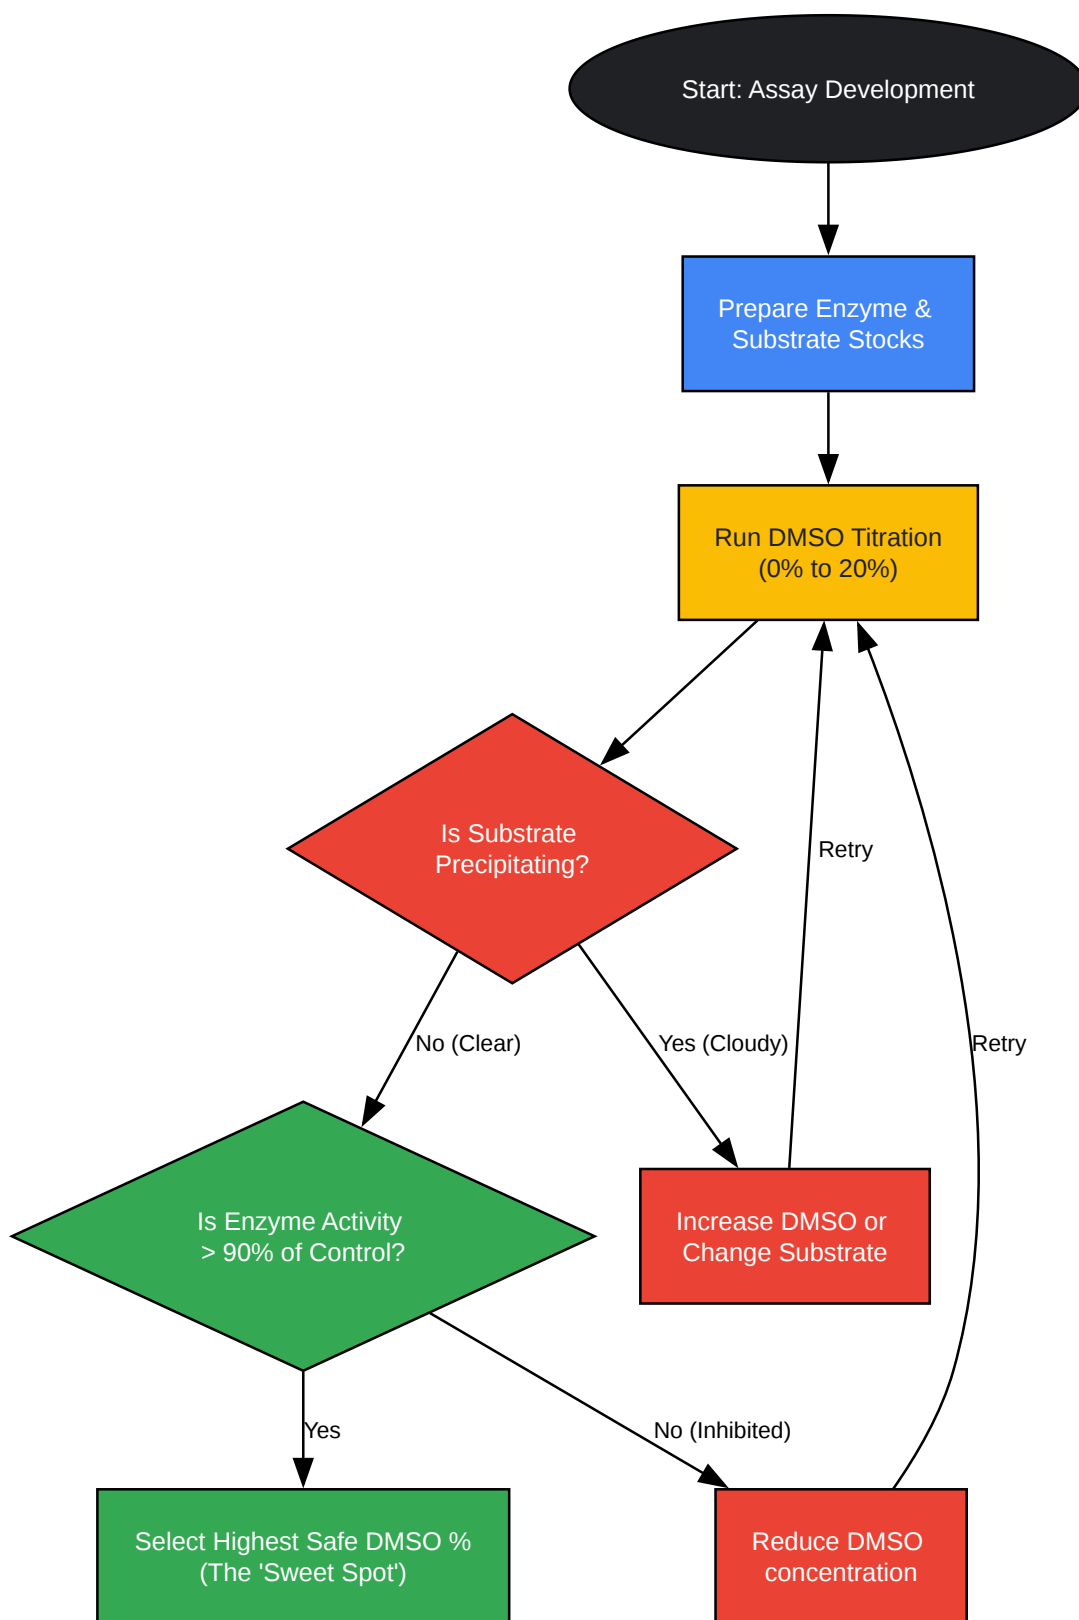 Start: Assay Development
Prepare Enzyme &
Substrate Stocks
Run DMSO Titration
(0% to 20%)
Is Substrate
Precipitating?
Retry
No (Clear)
Yes (Cloudy)
Retry
Is Enzyme Activity
> 90% of Control?
Increase DMSO or
Change Substrate
Yes
No (Inhibited)
Select Highest Safe DMSO %
(The 'Sweet Spot')
Reduce DMSO
concentration